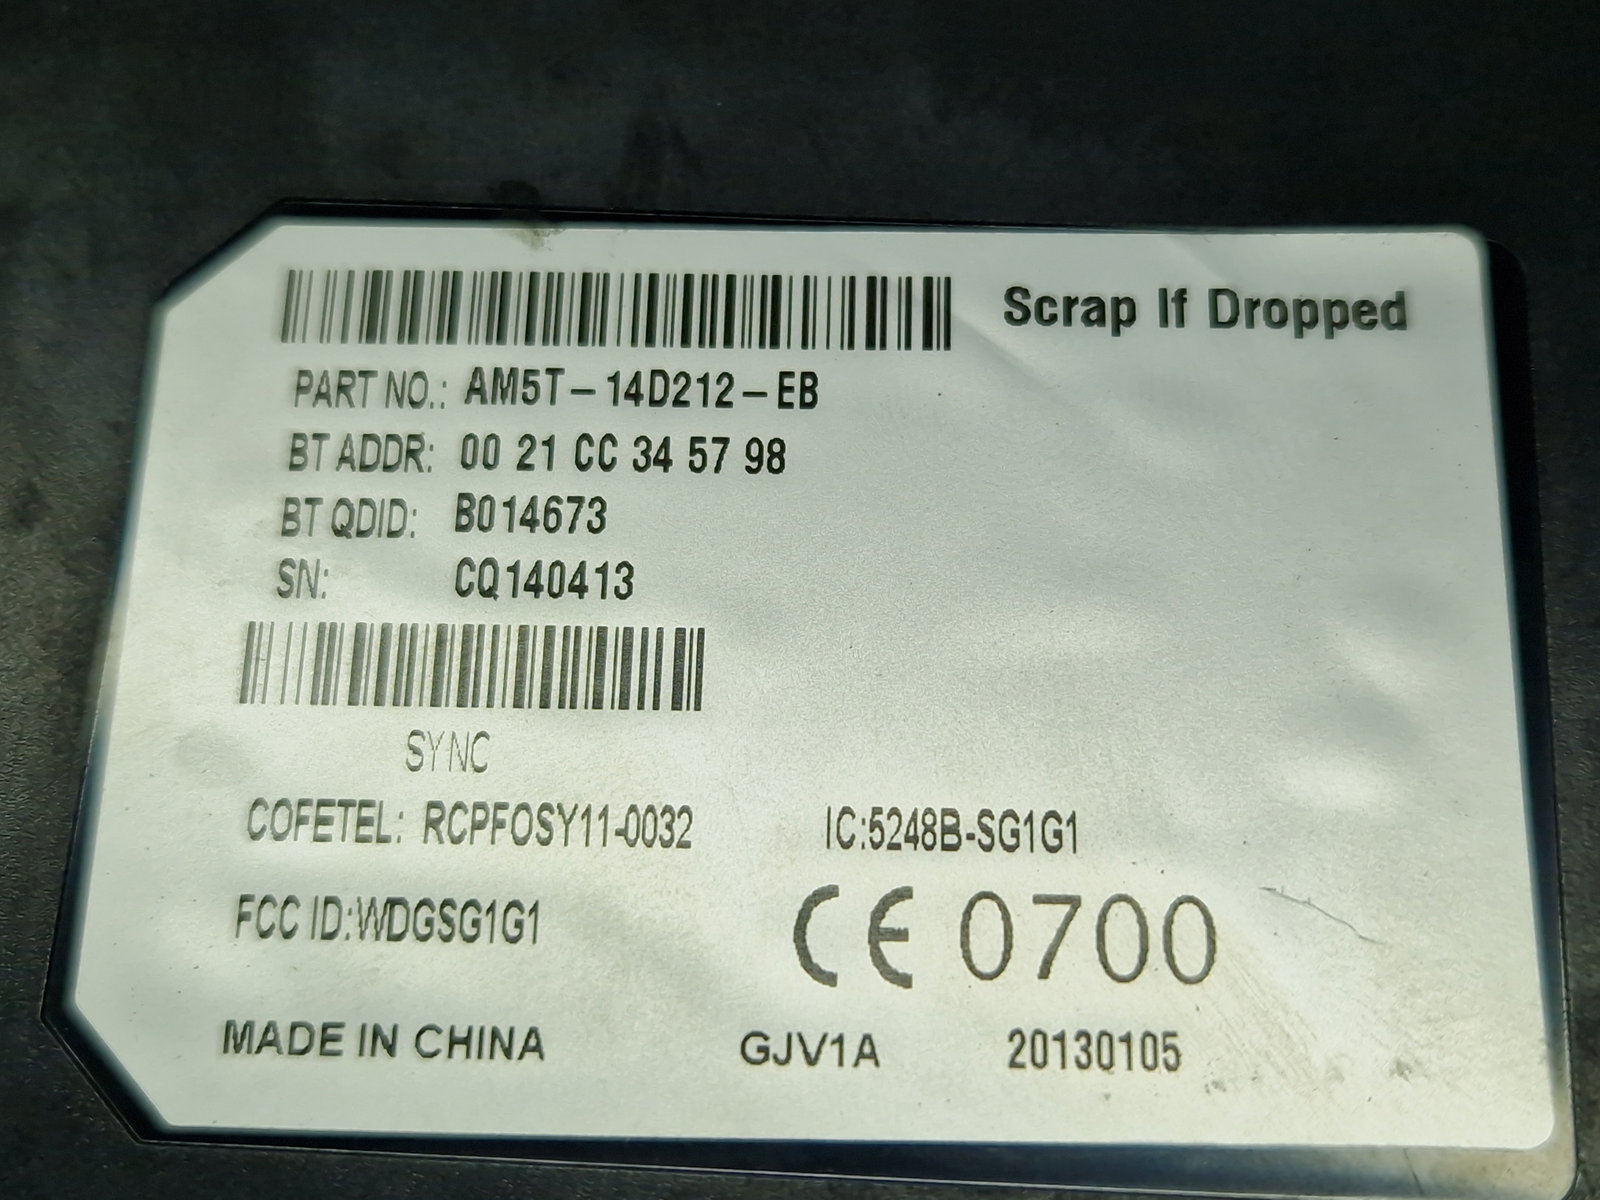 Scrap If Dropped
PART NO.: AM5T-14D212-EB
BT ADDR: 00 21 CC 34 57 98
BT QDID: B014673
SN: CQ140413
SYNC
COFETEL: RCPFOSY11-0032 IC:5248B-SG1G1
FCC ID:WDGSG1G1 CE 0700
MADE IN CHINA GJV1A 20130105